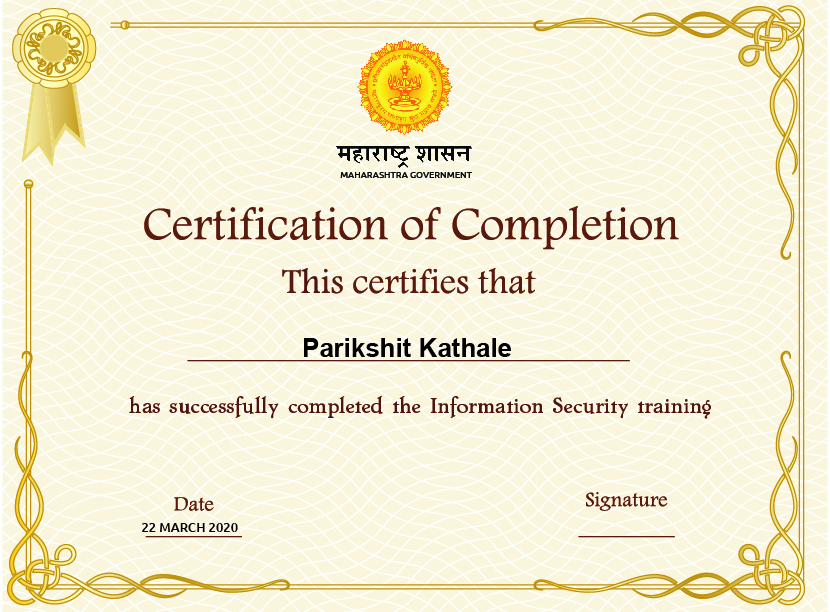 महाराष्ट्र शासन
MAHARASHTRA GOVERNMENT
Certification of Completion
This certifies that
Parikshit Kathale
has successfully completed the Information Security training
Date
Signature
22 MARCH 2020